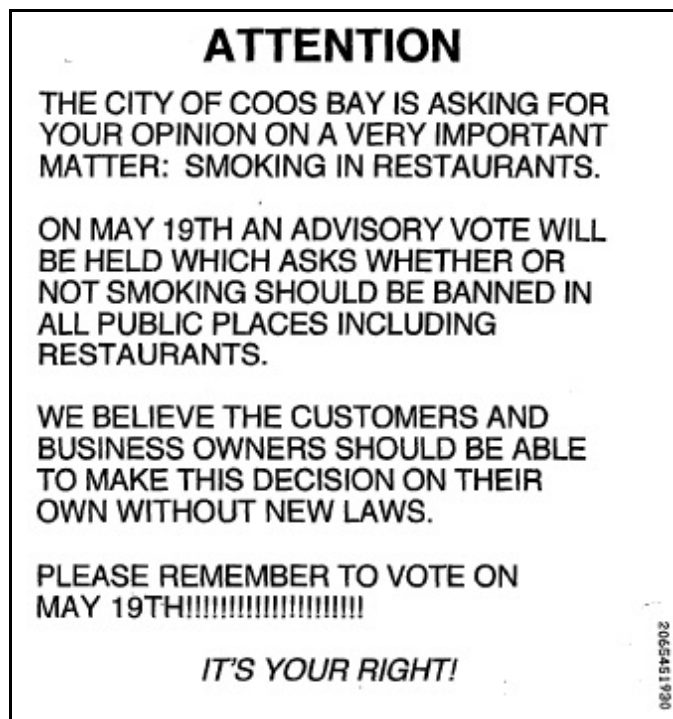 ATTENTION
THE CITY OF COOS BAY IS ASKING FOR
YOUR OPINION ON A VERY IMPORTANT
MATTER: SMOKING IN RESTAURANTS.
ON MAY 19TH AN ADVISORY VOTE WILL
BE HELD WHICH ASKS WHETHER OR
NOT SMOKING SHOULD BE BANNED IN
ALL PUBLIC PLACES INCLUDING
RESTAURANTS.
WE BELIEVE THE CUSTOMERS AND
BUSINESS OWNERS SHOULD BE ABLE
TO MAKE THIS DECISION ON THEIR
OWN WITHOUT NEW LAWS.
PLEASE REMEMBER TO VOTE ON
MAY 19TH!!!!!!!!!!!!!!!!!!!!!
IT'S YOUR RIGHT!
2065451930